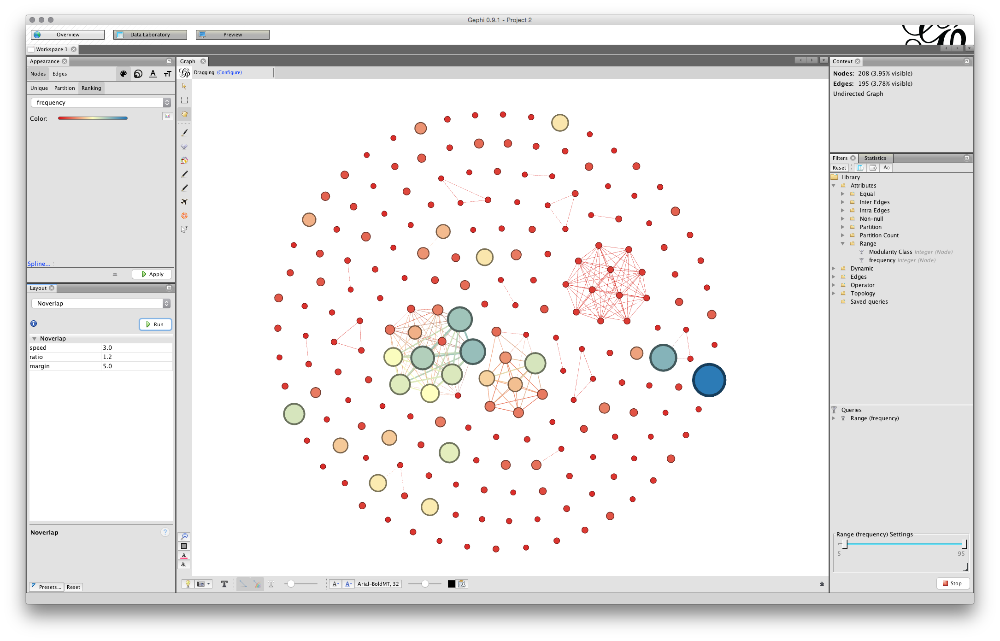 Gephi 0.9.1 - Project 2
Overview
Data Laboratory
Preview
Workspace 1
Appearance
Nodes
Edges
A
TT
Unique
Partition
Ranking
frequency
Color:
Spline...
Apply
Layout
Noverlap
Run
Noverlap
speed 3.0
ratio 1.2
margin 5.0
Noverlap
?
Presets...
Reset
Graph
Dragging (Configure)
A
A
T
T
A-
A-
Arial-BoldMT, 32
Context
Nodes: 208 (3.95% visible)
Edges: 195 (3.78% visible)
Undirected Graph
Filters
Statistics
Reset
Library
Attributes
Equal
Inter Edges
Intra Edges
Non-null
Partition
Partition Count
Range
Modularity Class Integer (Node)
frequency Integer (Node)
Dynamic
Edges
Operator
Topology
Saved queries
Queries
Range (frequency)
Range (frequency) Settings
5
95
Stop